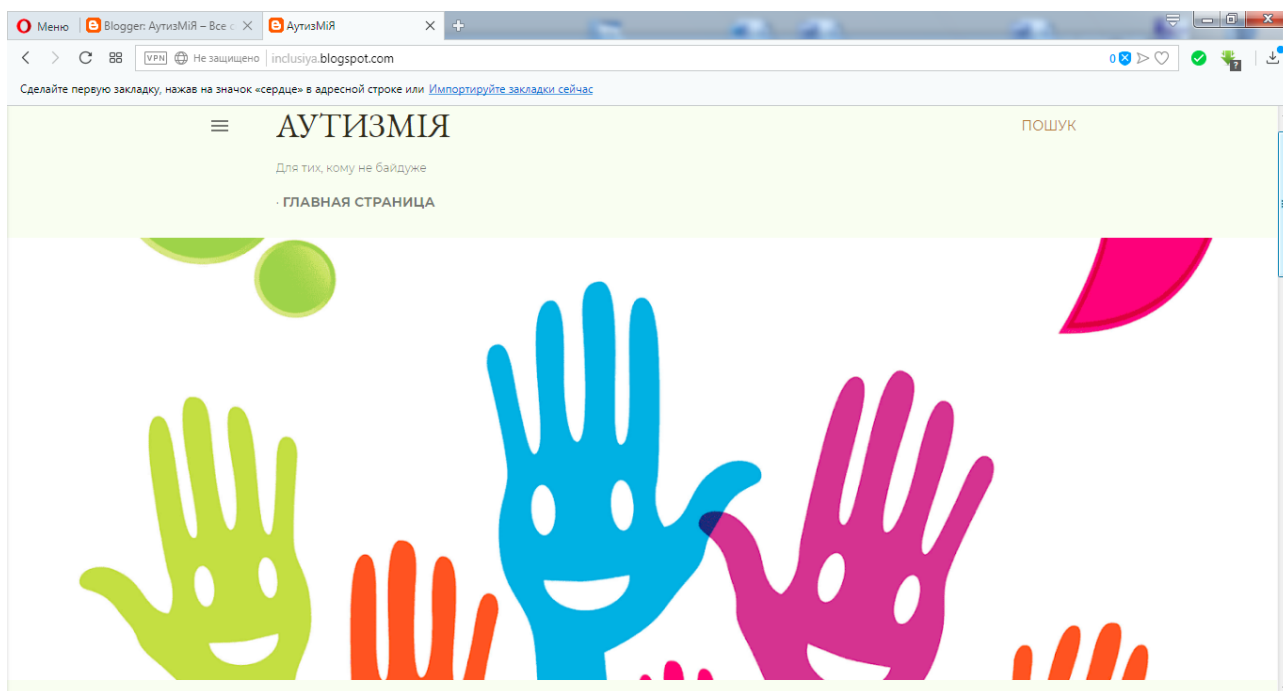 Меню
Blogger: АутизМіЯ – Все с
АутизМіЯ
VPN
Не защищено
inclusiya.blogspot.com
0
?
Сделайте первую закладку, нажав на значок «сердце» в адресной строке или Импортируйте закладки сейчас
АУТИЗМІЯ
ПОШУК
Для тих, кому не байдуже
· ГЛАВНАЯ СТРАНИЦА